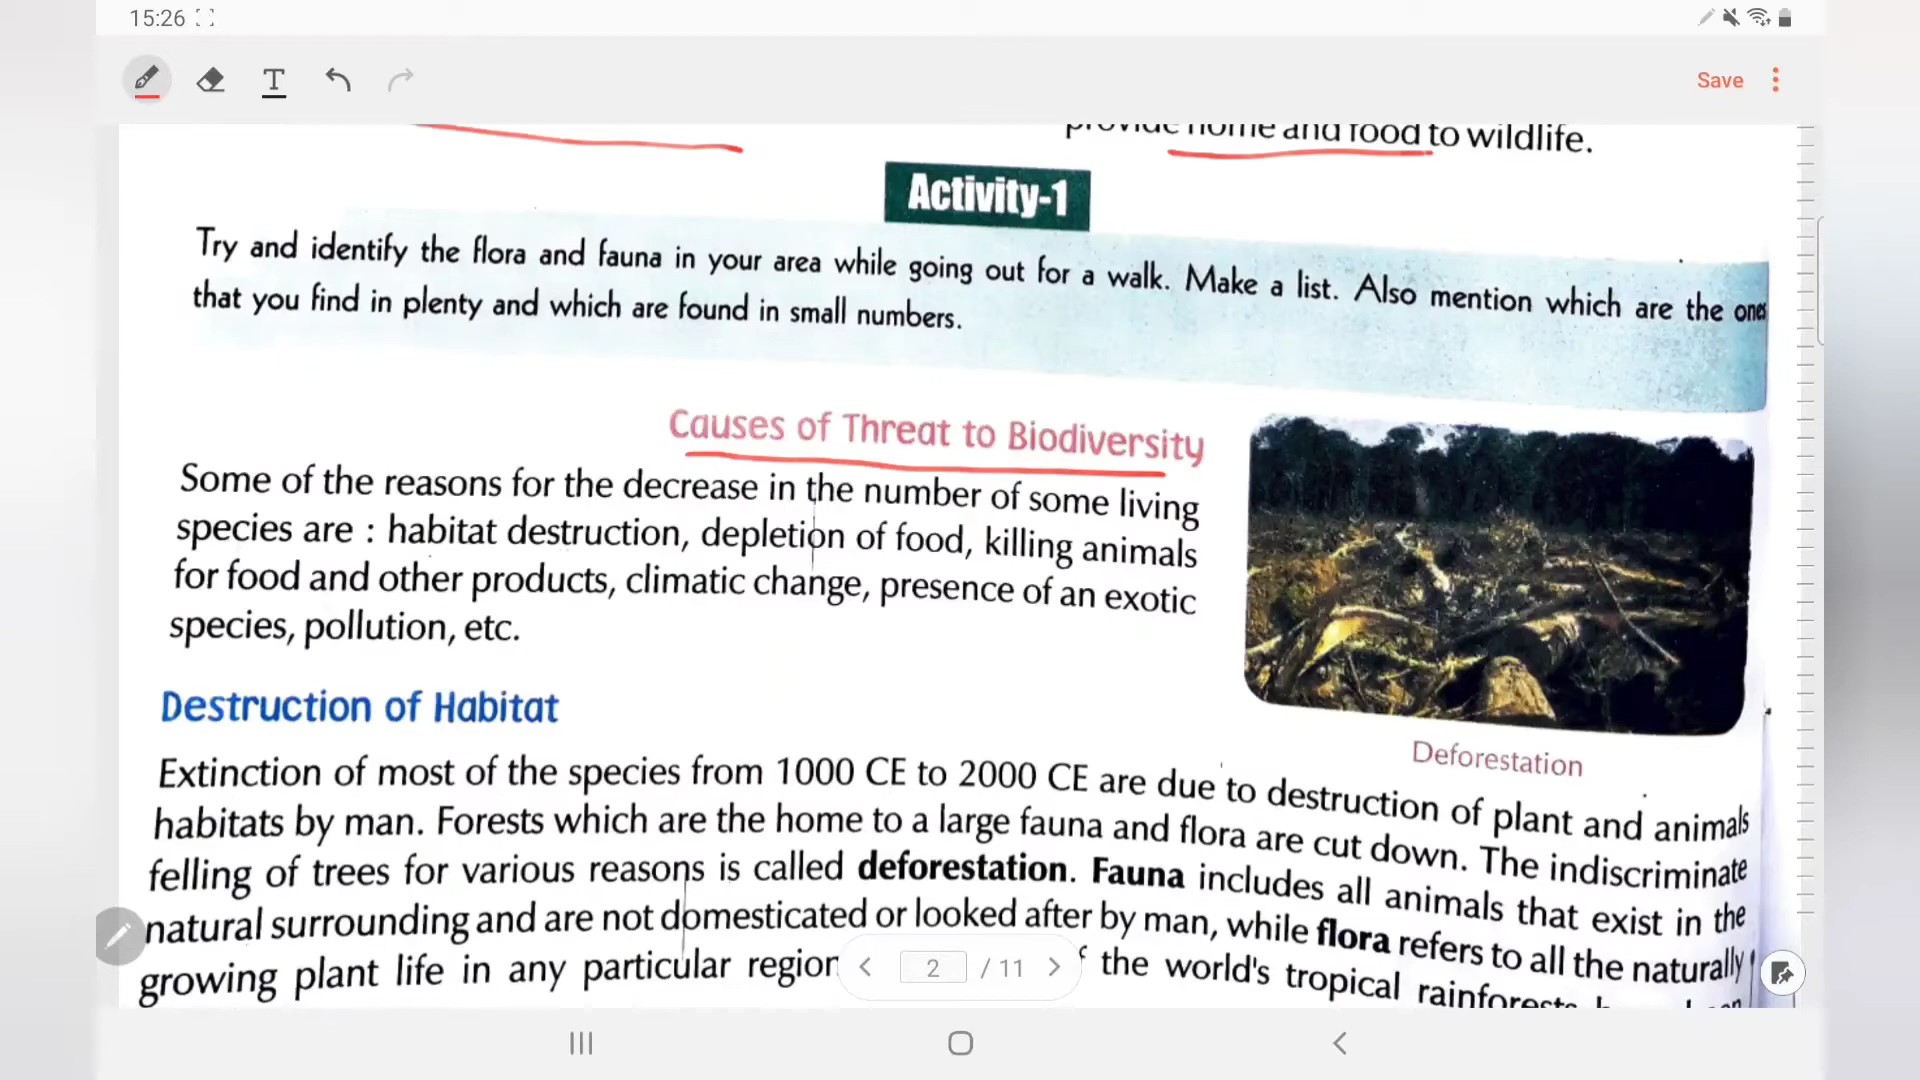 15:26
T
Save
provide home and food to wildlife.
Activity-1
Try and identify the flora and fauna in your area while going out for a walk. Make a list. Also mention which are the ones
that you find in plenty and which are found in small numbers.
Causes of Threat to Biodiversity
Some of the reasons for the decrease in the number of some living
species are : habitat destruction, depletion of food, killing animals
for food and other products, climatic change, presence of an exotic
species, pollution, etc.
Deforestation
Destruction of Habitat
Extinction of most of the species from 1000 CE to 2000 CE are due to destruction of plant and animals
habitats by man. Forests which are the home to a large fauna and flora are cut down. The indiscriminate
felling of trees for various reasons is called deforestation. Fauna includes all animals that exist in the
natural surrounding and are not domesticated or looked after by man, while flora refers to all the naturally
growing plant life in any particular region the world's tropical rainforests
2 / 11